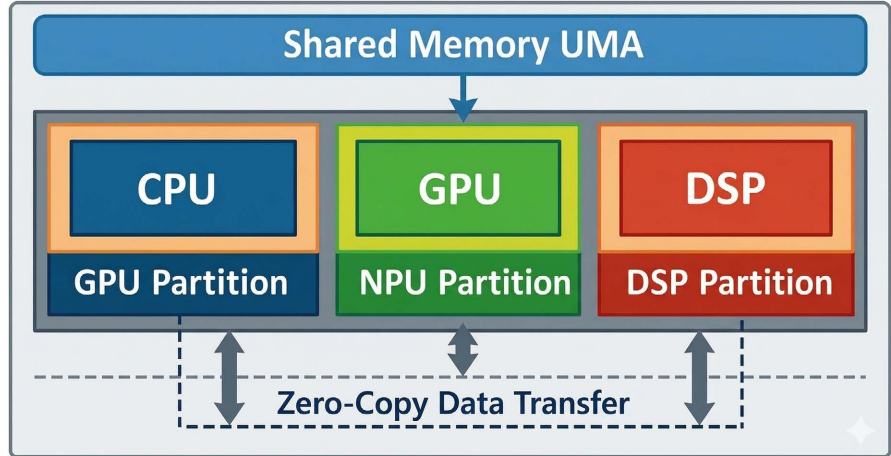 Shared Memory UMA
CPU
GPU
DSP
GPU Partition
NPU Partition
DSP Partition
Zero-Copy Data Transfer